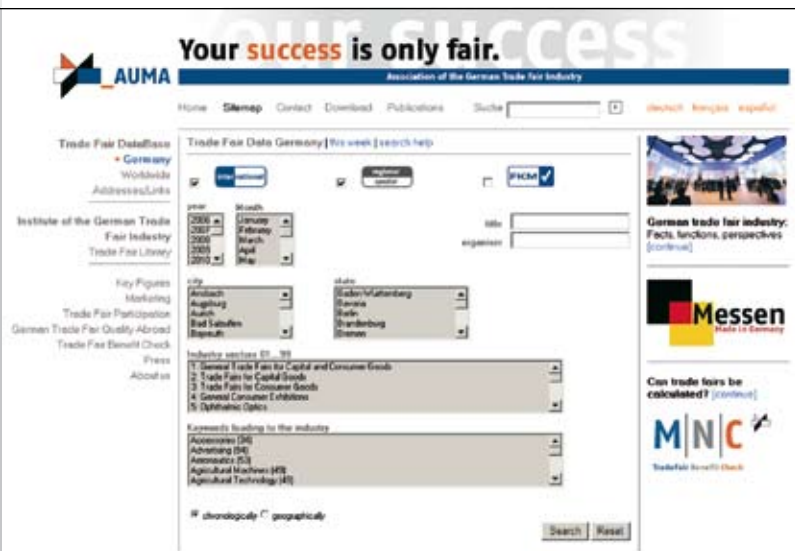 Your success is only fair.
_AUMA
Association of the German Trade Fair Industry
Home Sitemap Contact Download Publications Suche
deutsch français español
Trade Fair DataBase
Germany
Worldwide
Addresses/Links
Institute of the German Trade
Fair Industry
Trade Fair Library
Key Figures
Marketing
Trade Fair Participation
German Trade Fair Quality Abroad
Trade Fair Benefit Check
Press
About us
Trade Fair Data Germany | this week | search help
international
regional
FKM
year Month
2006 January
2007 February
2008 March
2009 April
2010 May
title
organiser
city
Ansbach
Augsburg
Aurich
Bad Salzuflen
Bayreuth
state
Baden-Württemberg
Bavaria
Berlin
Brandenburg
Bremen
Industry sectors 01...99
1: General Trade Fairs for Capital and Consumer Goods
2: Trade Fairs for Capital Goods
3: Trade Fairs for Consumer Goods
4: General Consumer Exhibitions
5: Ophthalmic Optics
Keywords leading to the industry
Accessories (34)
Advertising (64)
Aeronautics (53)
Agricultural Machines (49)
Agricultural Technology (49)
chronologically geographically
Search Reset
German trade fair industry:
Facts, functions, perspectives
[continue]
Messen
Made in Germany
Can trade fairs be
calculated? [continue]
MNC
TradeFair Benefit Check